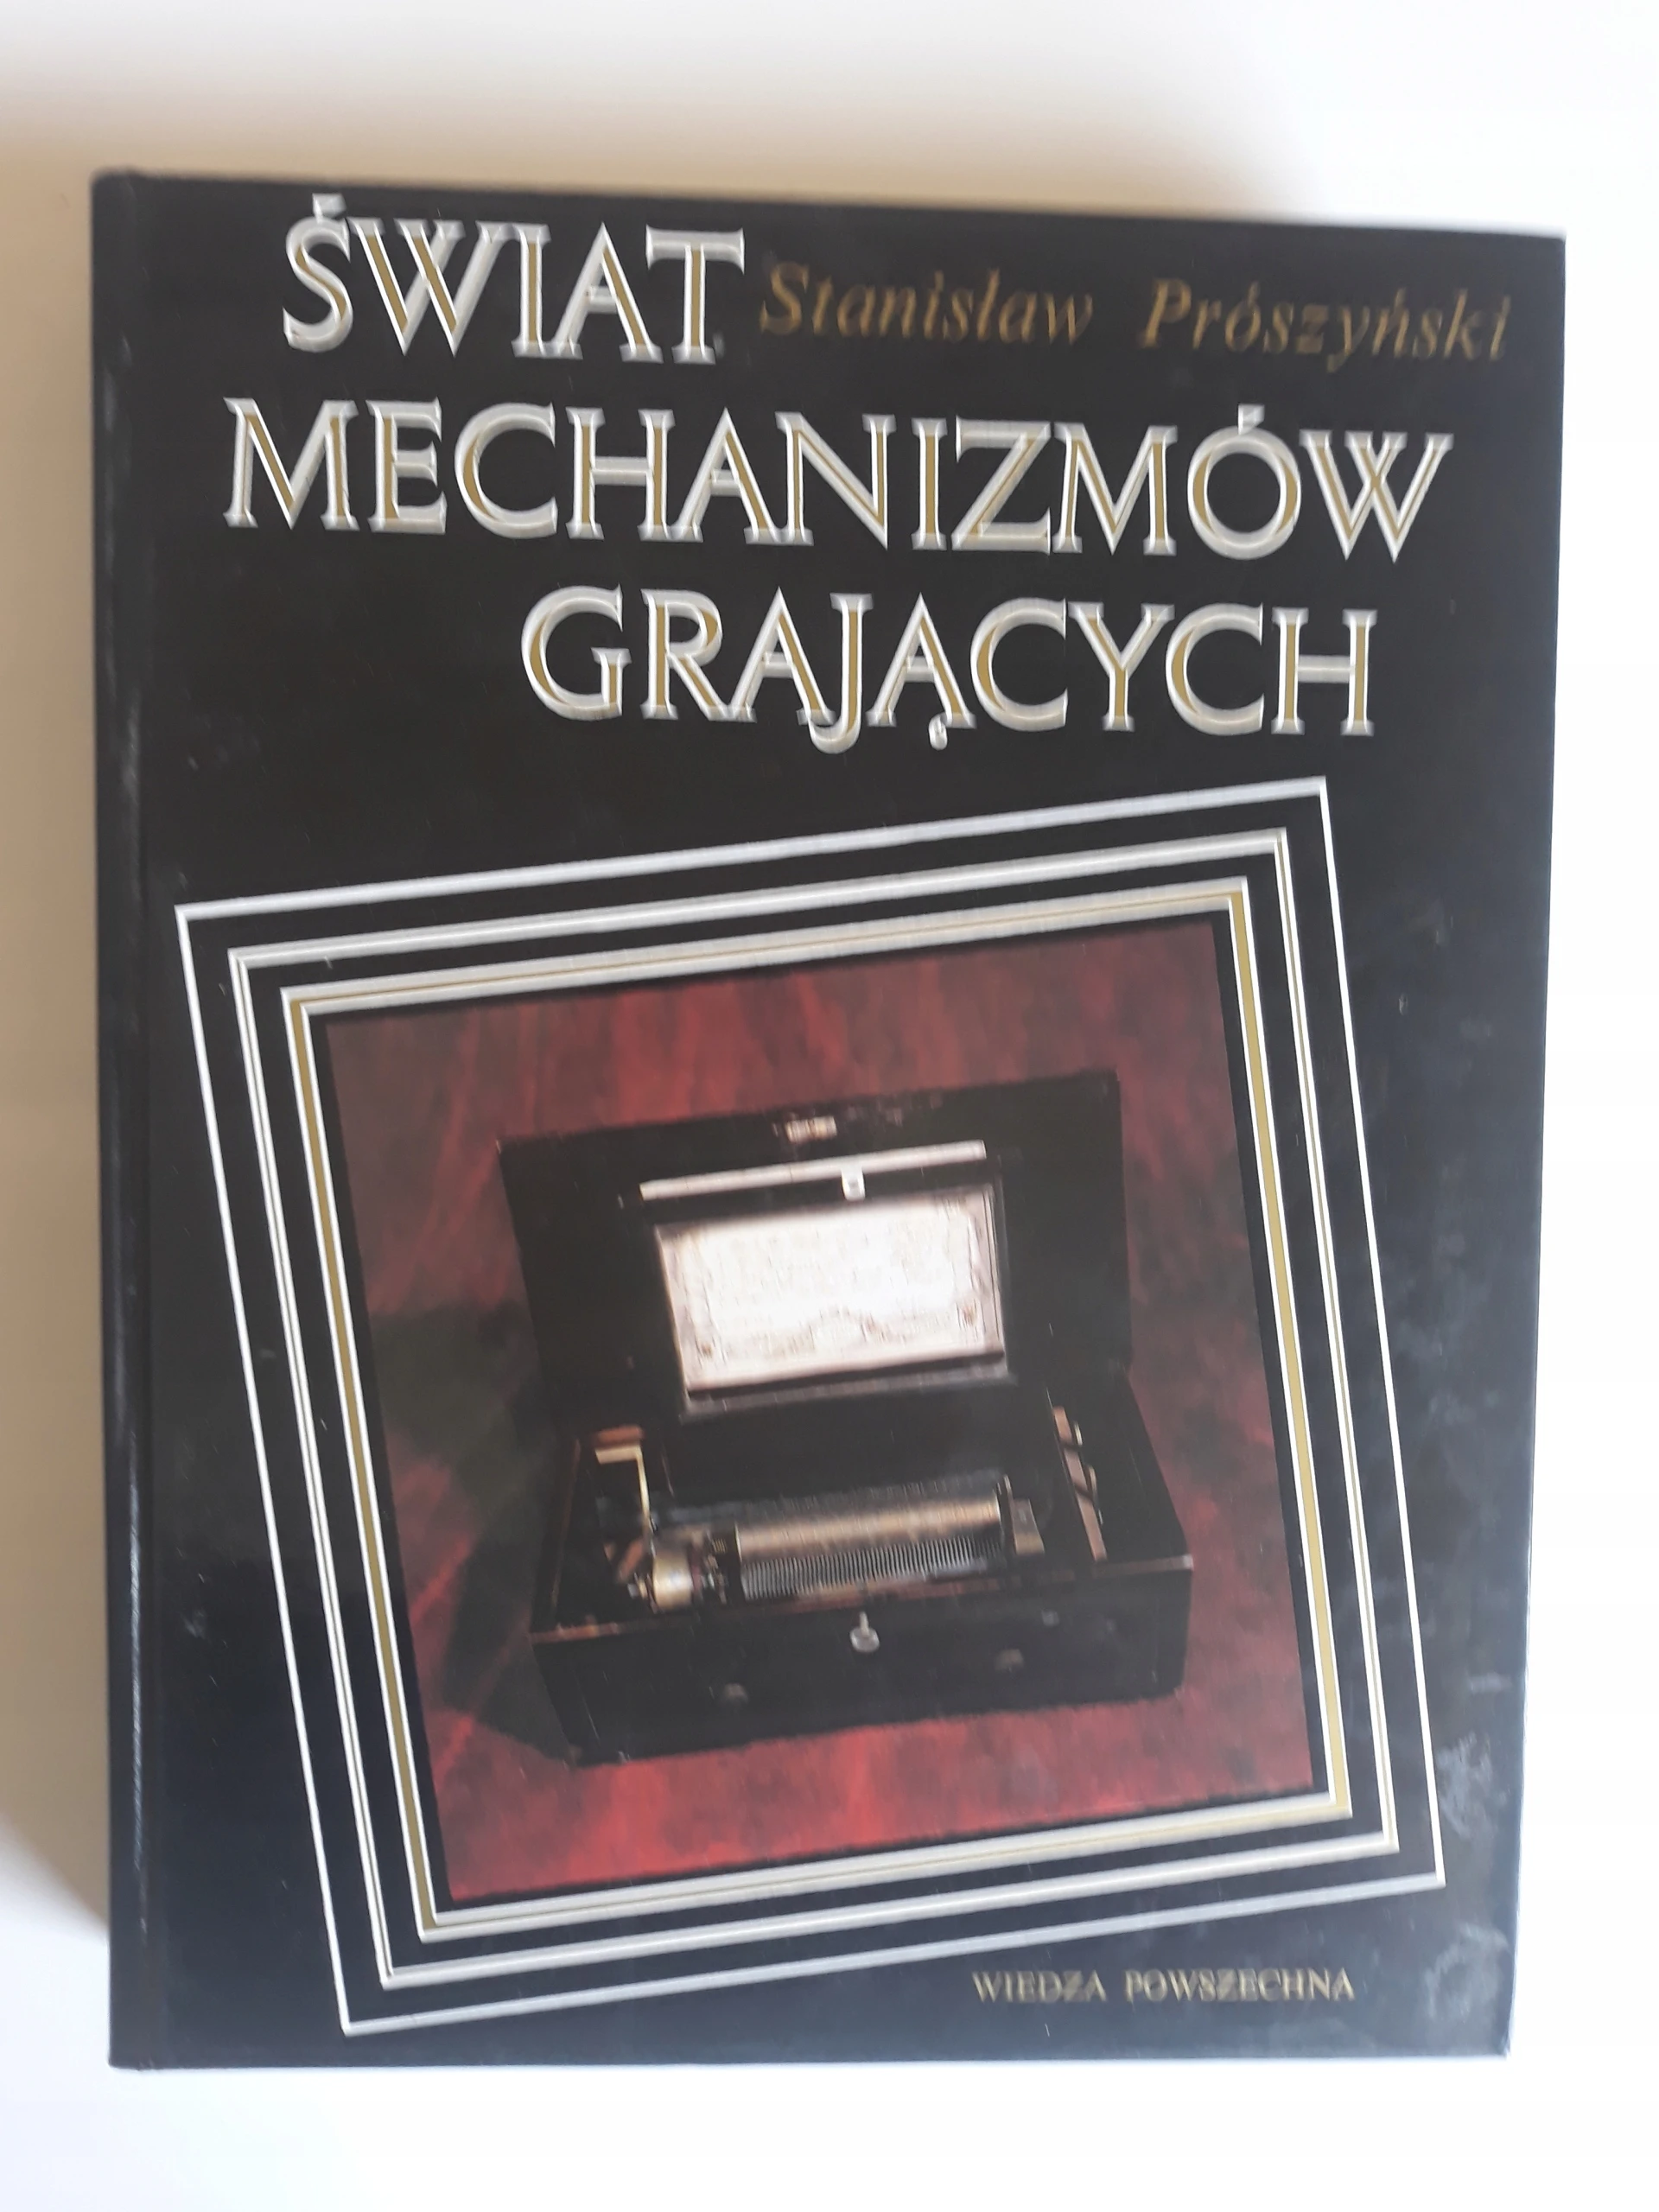 ŚWIAT Stanisław Prószyński
MECHANIZMÓW
GRAJĄCYCH
WIEDZA POWSZECHNA